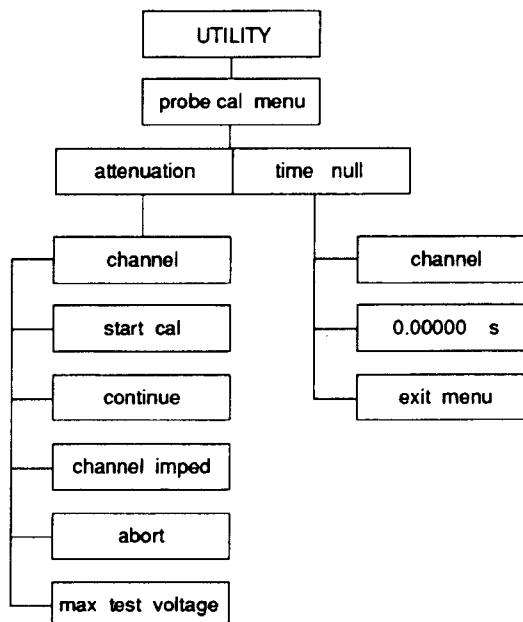 UTILITY
probe cal menu
attenuation
time null
channel
start cal
continue
channel imped
abort
max test voltage
channel
0.00000 s
exit menu